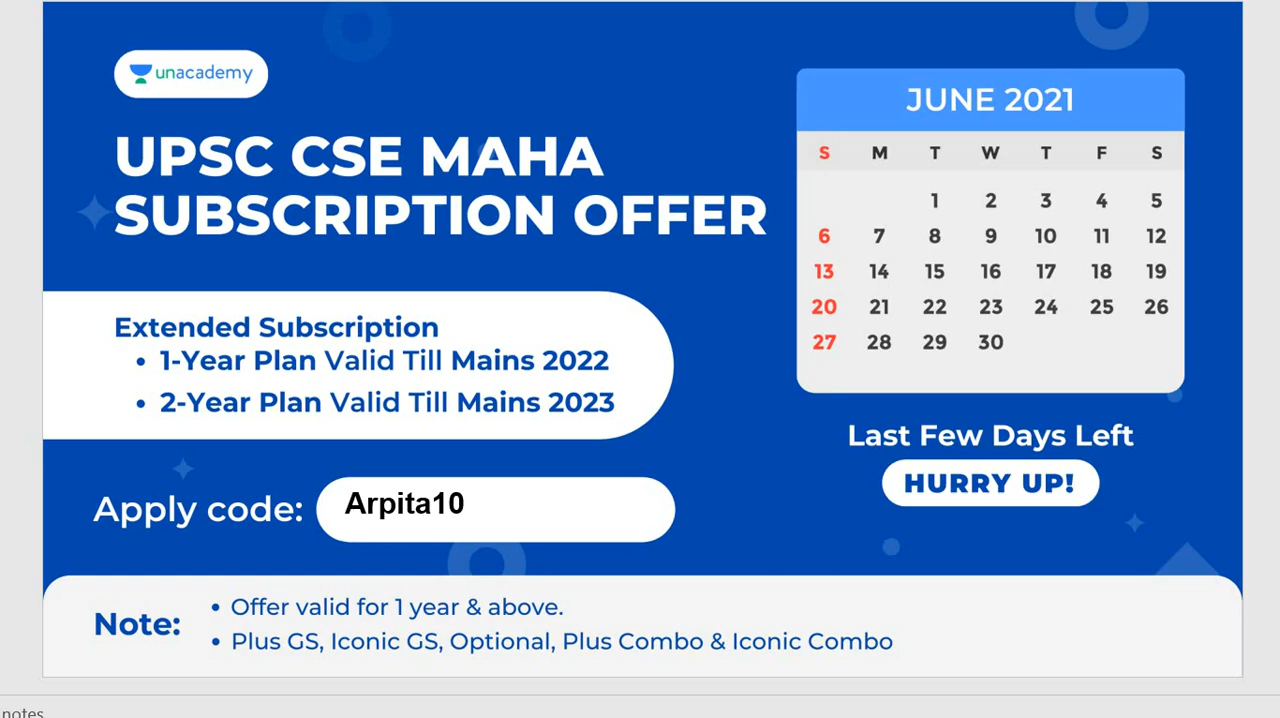 unacademy
UPSC CSE MAHA
SUBSCRIPTION OFFER
Extended Subscription
• 1-Year Plan Valid Till Mains 2022
• 2-Year Plan Valid Till Mains 2023
Apply code: Arpita10
JUNE 2021
S M T W T F S
1 2 3 4 5
6 7 8 9 10 11 12
13 14 15 16 17 18 19
20 21 22 23 24 25 26
27 28 29 30
Last Few Days Left
HURRY UP!
Note:
• Offer valid for 1 year & above.
• Plus GS, Iconic GS, Optional, Plus Combo & Iconic Combo
notes